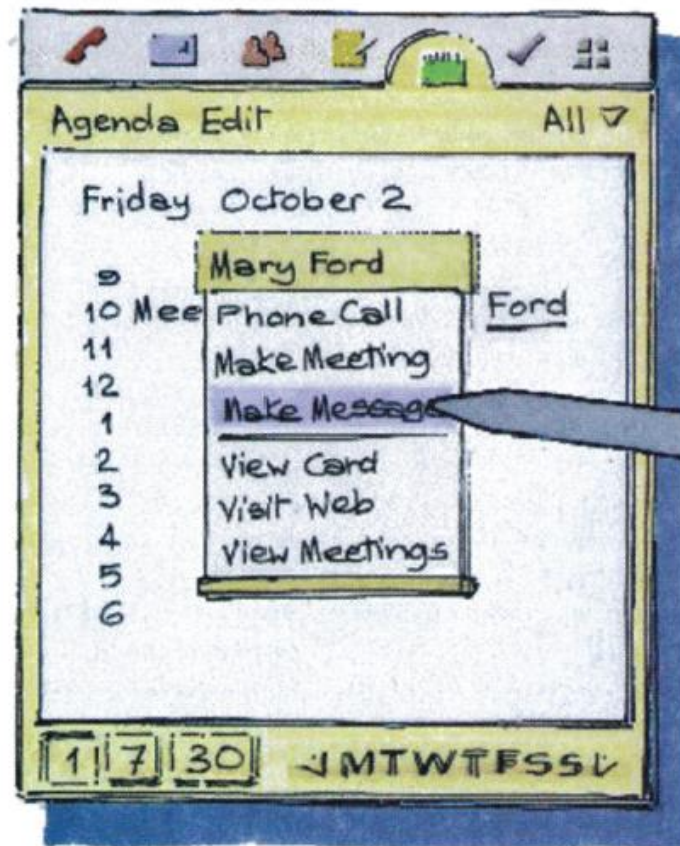 Agenda Edit All
Friday October 2
Mary Ford
9
10 Mee Phone Call Ford
11 Make Meeting
12 Make Message
1
2 View Card
3 Visit Web
4 View Meetings
5
6
1 7 30 M T W T F S S